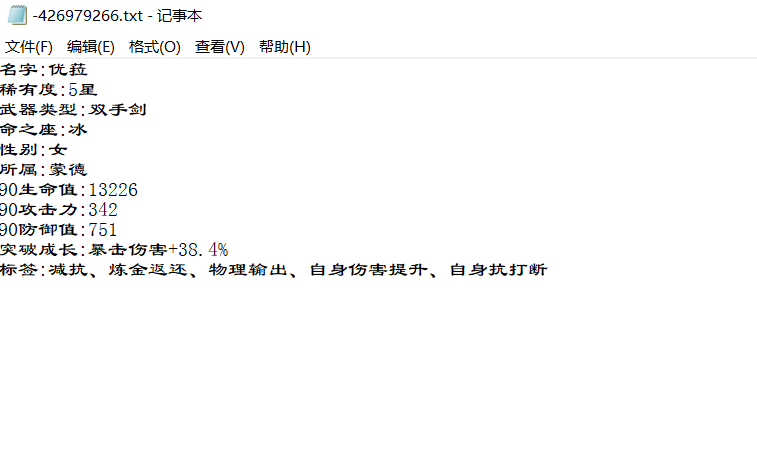 -426979266.txt - 记事本
文件(F) 编辑(E) 格式(O) 查看(V) 帮助(H)
名字:优菈
稀有度:5星
武器类型:双手剑
命之座:冰
性别:女
所属:蒙德
90生命值:13226
90攻击力:342
90防御值:751
突破成长:暴击伤害+38.4%
标签:减抗、炼金返还、物理输出、自身伤害提升、自身抗打断